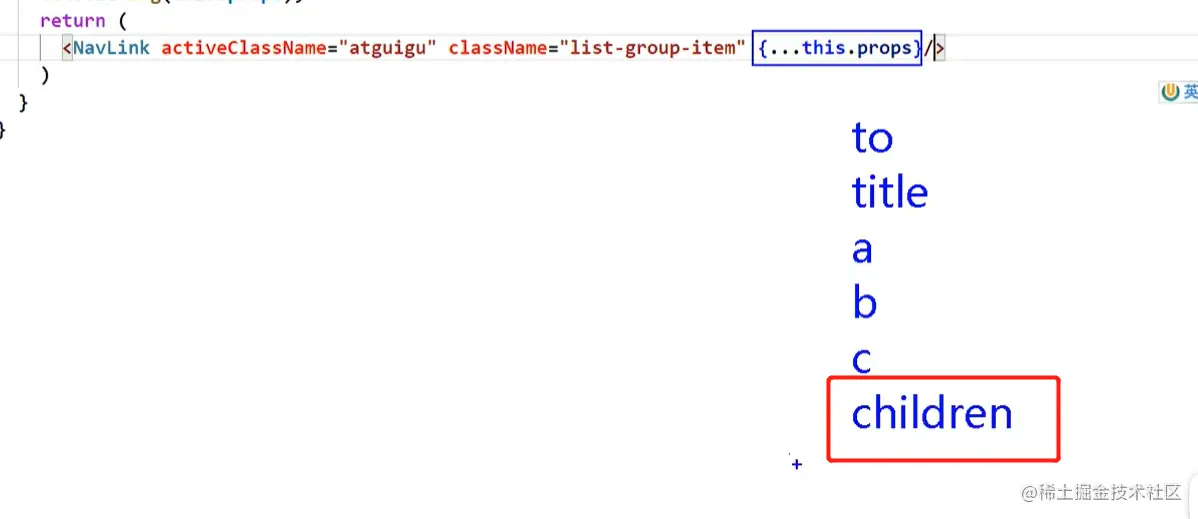 return (
<NavLink activeClassName="atguigu" className="list-group-item" {...this.props}/>
)
}
}
英
to
title
a
b
c
children
@稀土掘金技术社区